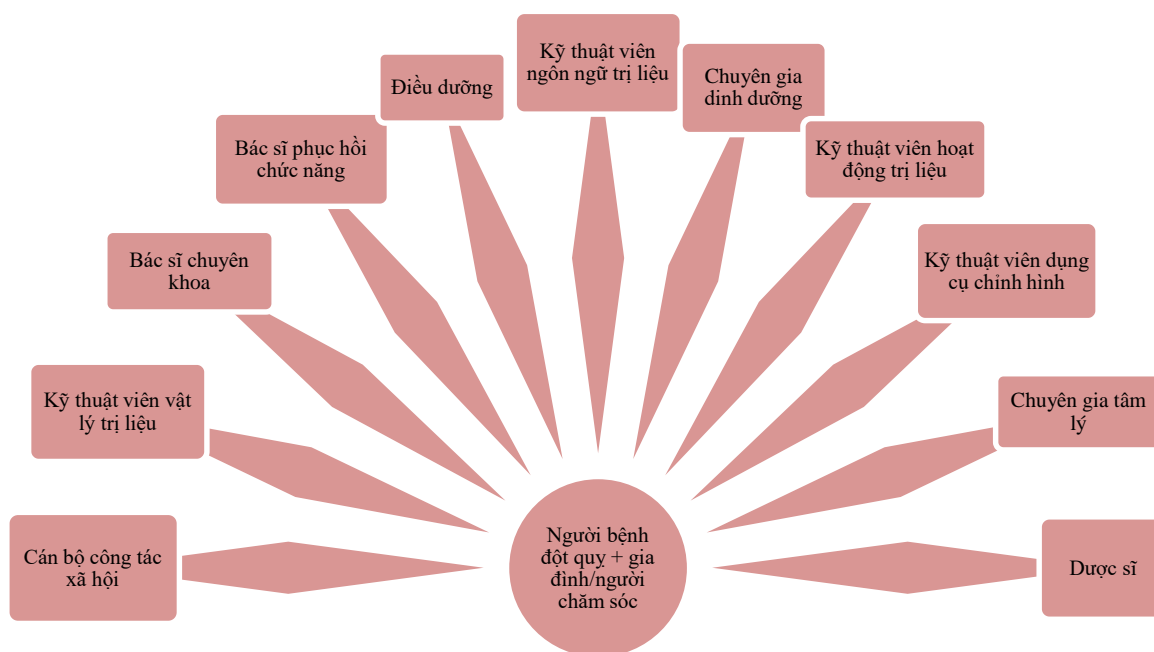 Kỹ thuật viên
ngôn ngữ trị liệu
Chuyên gia
dinh dưỡng
Điều dưỡng
Bác sĩ phục hồi
chức năng
Kỹ thuật viên hoạt
động trị liệu
Bác sĩ chuyên
khoa
Kỹ thuật viên dụng
cụ chỉnh hình
Kỹ thuật viên vật
lý trị liệu
Chuyên gia tâm
lý
Cán bộ công tác
xã hội
Người bệnh
đột quỵ + gia
đình/người
chăm sóc
Dược sĩ